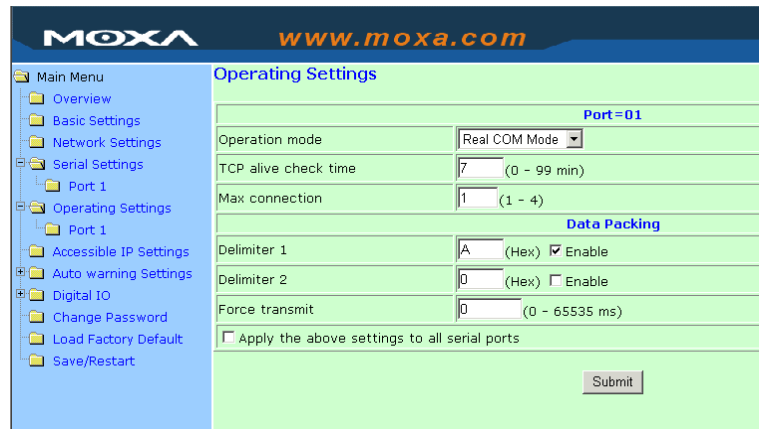 MOXA www.moxa.com
Main Menu
Overview
Basic Settings
Network Settings
Serial Settings
Port 1
Operating Settings
Port 1
Accessible IP Settings
Auto warning Settings
Digital IO
Change Password
Load Factory Default
Save/Restart
Operating Settings
Port=01
Operation mode Real COM Mode
TCP alive check time 7 (0 - 99 min)
Max connection 1 (1 - 4)
Data Packing
Delimiter 1 A (Hex) Enable
Delimiter 2 0 (Hex) Enable
Force transmit 0 (0 - 65535 ms)
Apply the above settings to all serial ports
Submit